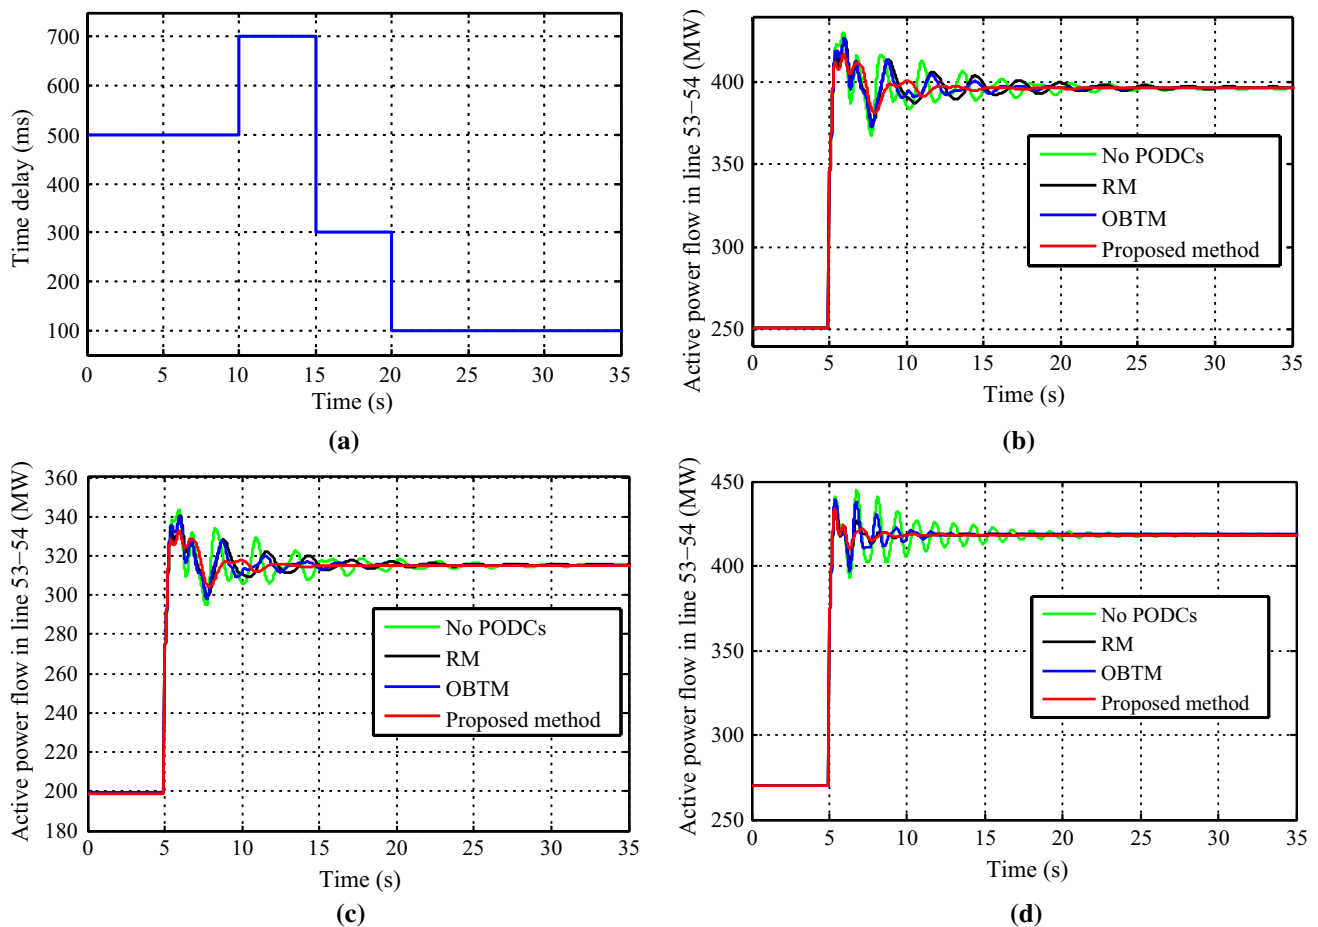 Time delay (ms)
700
600
500
400
300
200
100
0 5 10 15 20 25 30 35
Time (s)
(a)
Active power flow in line 53−54 (MW)
400
350
300
250
No PODCs
RM
OBTM
Proposed method
0 5 10 15 20 25 30 35
Time (s)
(b)
Active power flow in line 53−54 (MW)
360
340
320
300
280
260
240
220
200
180
No PODCs
RM
OBTM
Proposed method
0 5 10 15 20 25 30 35
Time (s)
(c)
Active power flow in line 53−54 (MW)
450
400
350
300
250
No PODCs
RM
OBTM
Proposed method
0 5 10 15 20 25 30 35
Time (s)
(d)